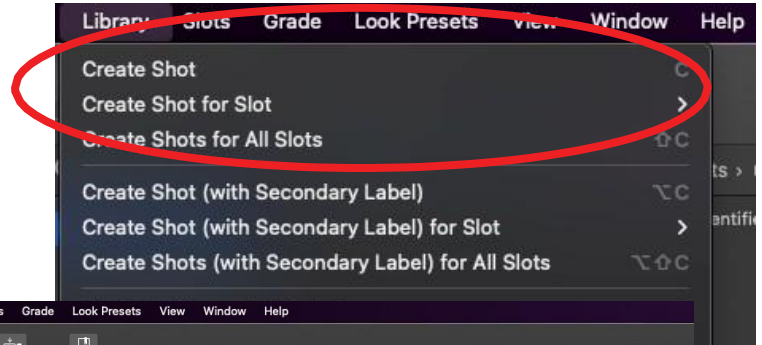 Library Slots Grade Look Presets View Window Help
Create Shot C
Create Shot for Slot >
Create Shots for All Slots ⇧C
ts ›
Create Shot (with Secondary Label) ⌥C
entifie
Create Shot (with Secondary Label) for Slot >
Create Shots (with Secondary Label) for All Slots ⌥⇧C
s Grade Look Presets View Window Help